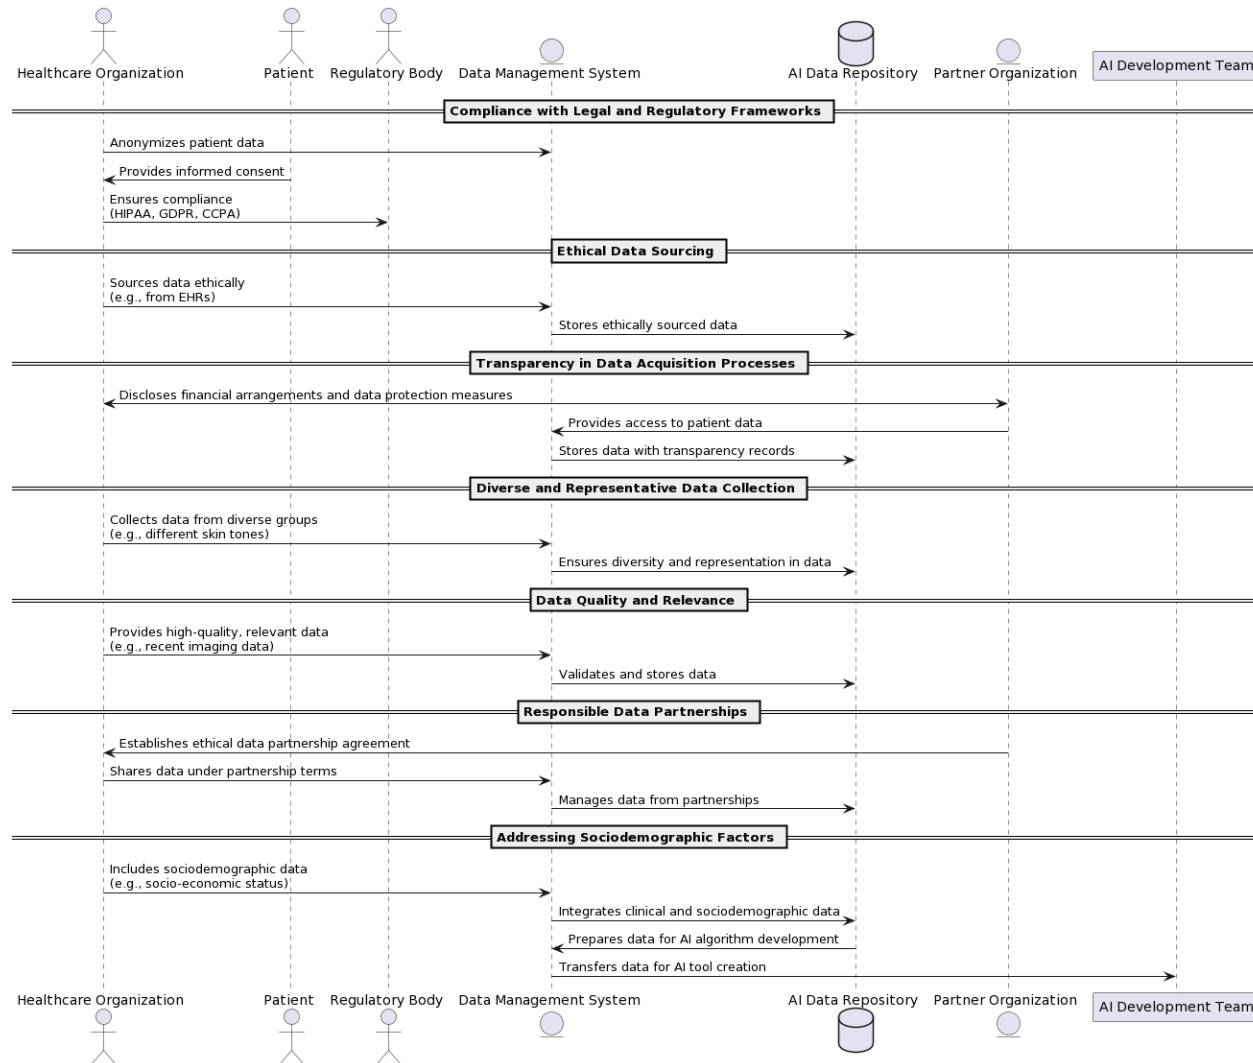 Healthcare Organization
Patient
Regulatory Body
Data Management System
AI Data Repository
Partner Organization
AI Development Team
Compliance with Legal and Regulatory Frameworks
Anonymizes patient data
Provides informed consent
Ensures compliance
(HIPAA, GDPR, CCPA)
Ethical Data Sourcing
Sources data ethically
(e.g., from EHRs)
Stores ethically sourced data
Transparency in Data Acquisition Processes
Discloses financial arrangements and data protection measures
Provides access to patient data
Stores data with transparency records
Diverse and Representative Data Collection
Collects data from diverse groups
(e.g., different skin tones)
Ensures diversity and representation in data
Data Quality and Relevance
Provides high-quality, relevant data
(e.g., recent imaging data)
Validates and stores data
Responsible Data Partnerships
Establishes ethical data partnership agreement
Shares data under partnership terms
Manages data from partnerships
Addressing Sociodemographic Factors
Includes sociodemographic data
(e.g., socio-economic status)
Integrates clinical and sociodemographic data
Prepares data for AI algorithm development
Transfers data for AI tool creation
Healthcare Organization
Patient
Regulatory Body
Data Management System
AI Data Repository
Partner Organization
AI Development Team